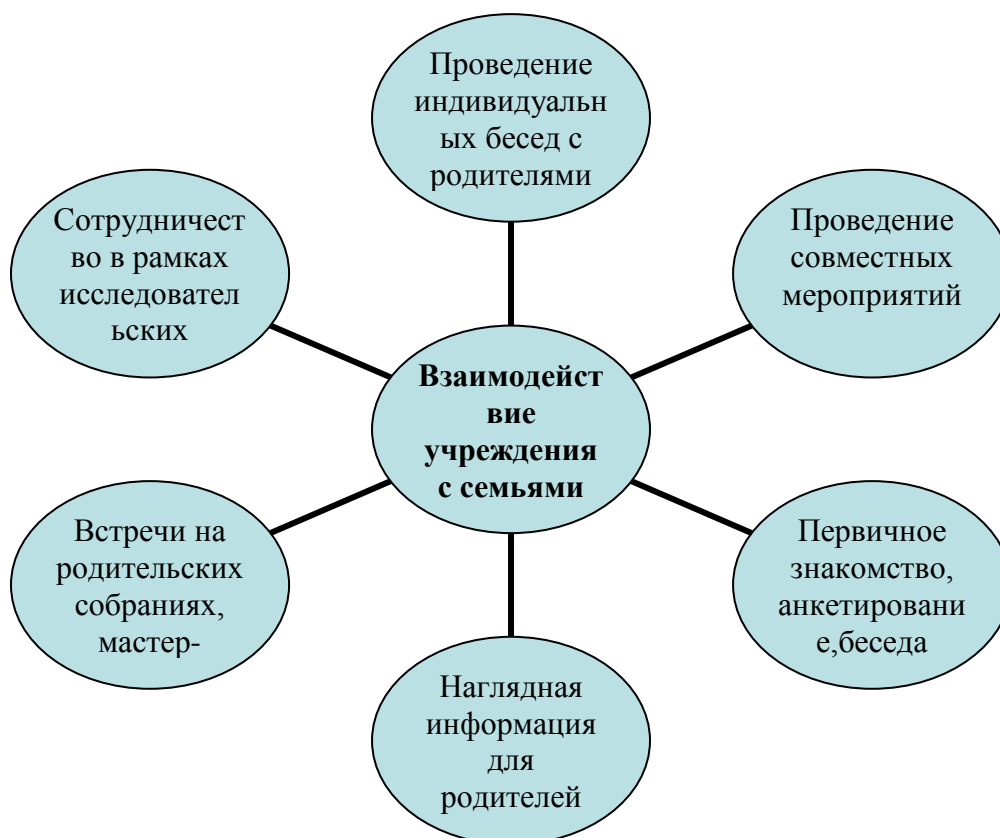 Проведение
индивидуальн
ых бесед с
родителями
Сотрудничест
во в рамках
исследовател
ьских
Проведение
совместных
мероприятий
Взаимодейст
вие
учреждения
с семьями
Встречи на
родительских
собраниях,
мастер-
Первичное
знакомство,
анкетировани
е,беседа
Наглядная
информация
для
родителей